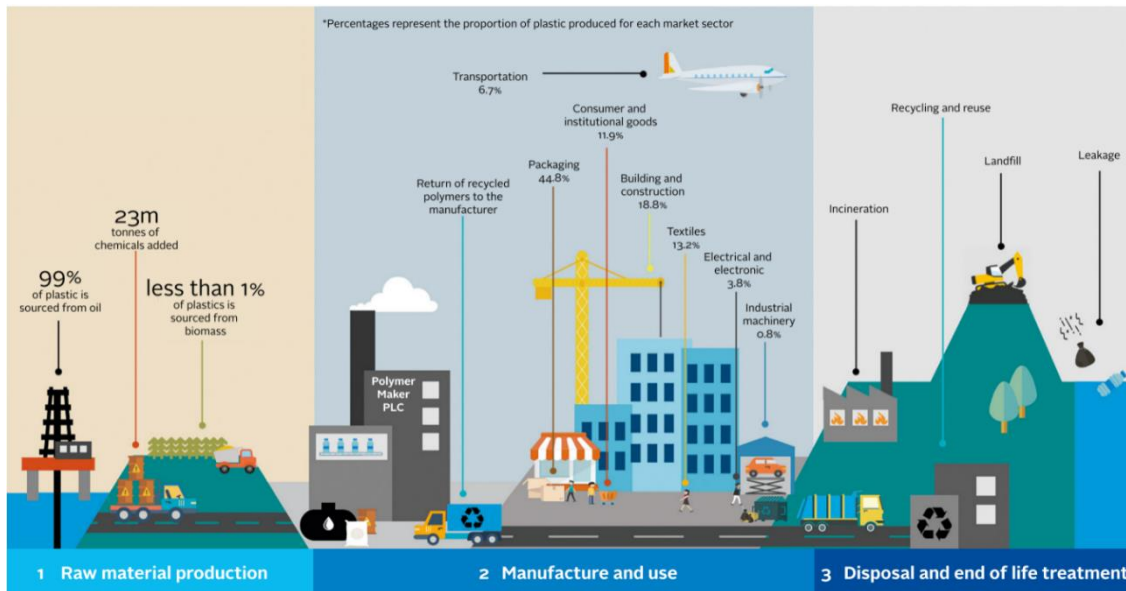 *Percentages represent the proportion of plastic produced for each market sector
Transportation
6.7%
Consumer and
institutional goods
11.9%
Recycling and reuse
Packaging
44.8%
Landfill
Leakage
Return of recycled
polymers to the
manufacturer
Building and
construction
18.8%
23m
tonnes of
chemicals added
Incineration
Textiles
13.2%
99%
of plastic is
sourced from oil
less than 1%
of plastics is
sourced from
biomass
Electrical and
electronic
3.8%
Industrial
machinery
0.8%
Polymer
Maker
PLC
1 Raw material production
2 Manufacture and use
3 Disposal and end of life treatment